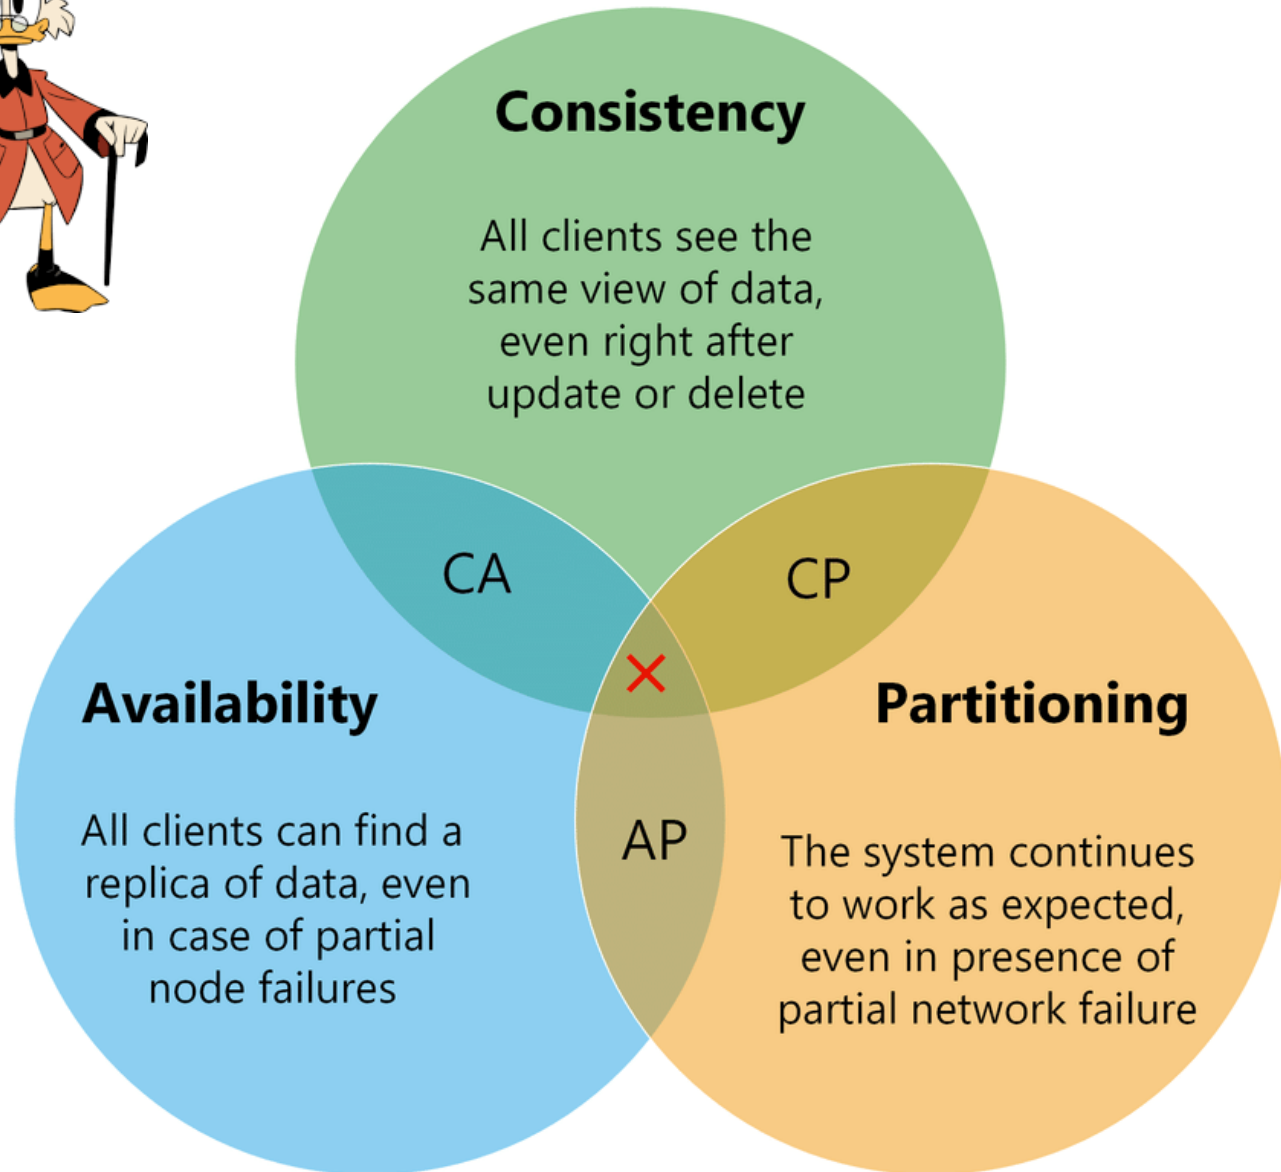 Consistency
All clients see the
same view of data,
even right after
update or delete
CA
CP
Availability
All clients can find a
replica of data, even
in case of partial
node failures
AP
Partitioning
The system continues
to work as expected,
even in presence of
partial network failure